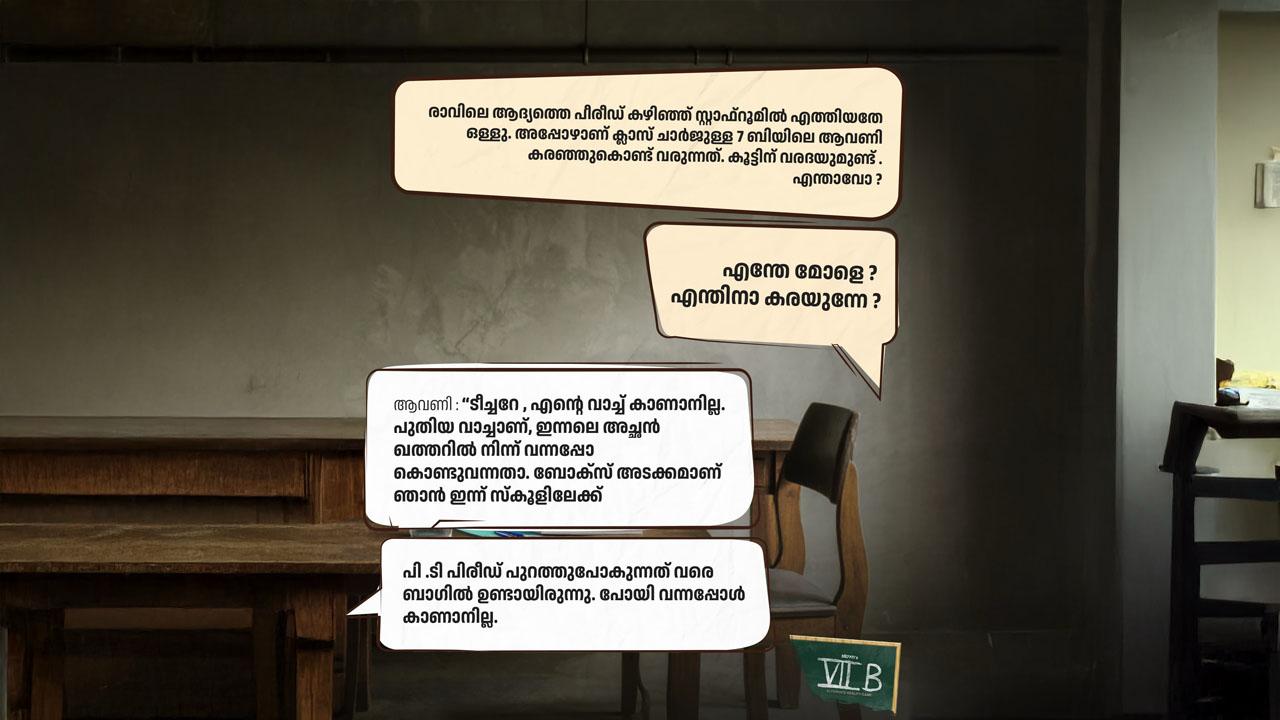 രാവിലെ ആദ്യത്തെ പീരീഡ് കഴിഞ്ഞ് സ്റ്റാഫ്റൂമിൽ എത്തിയതേ
ഒള്ളു. അപ്പോഴാണ് ക്ലാസ് ചാർജുള്ള 7 ബിയിലെ ആവണി
കരഞ്ഞുകൊണ്ട് വരുന്നത്. കൂട്ടിന് വരദയുമുണ്ട് .
എന്താവോ ?
എന്തേ മോളെ ?
എന്തിനാ കരയുന്നേ ?
ആവണി : “ടീച്ചറേ , എന്റെ വാച്ച് കാണാനില്ല.
പുതിയ വാച്ചാണ്, ഇന്നലെ അച്ഛൻ
ഖത്തറിൽ നിന്ന് വന്നപ്പോ
കൊണ്ടുവന്നതാ. ബോക്സ് അടക്കമാണ്
ഞാൻ ഇന്ന് സ്കൂളിലേക്ക്
പി .ടി പിരീഡ് പുറത്തുപോകുന്നത് വരെ
ബാഗിൽ ഉണ്ടായിരുന്നു. പോയി വന്നപ്പോൾ
കാണാനില്ല.
VII B